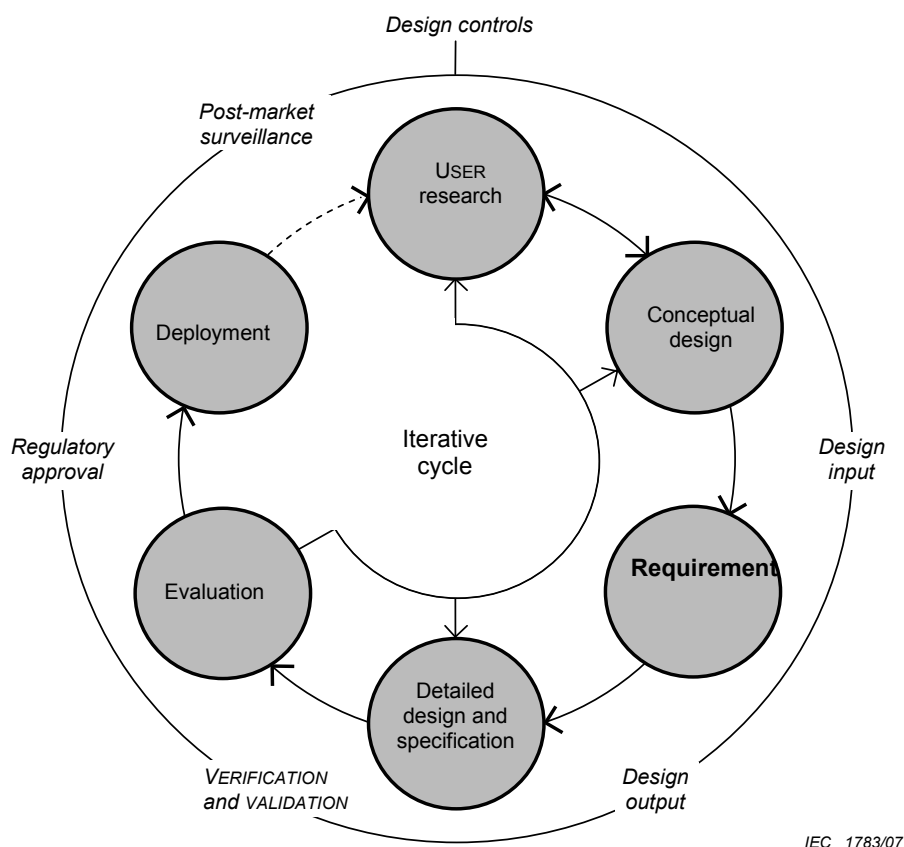 Design controls
Post-market
surveillance
USER
research
Deployment
Conceptual
design
Iterative
cycle
Regulatory
approval
Design
input
Evaluation
Requirement
Detailed
design and
specification
VERIFICATION
and VALIDATION
Design
output
IEC 1783/07